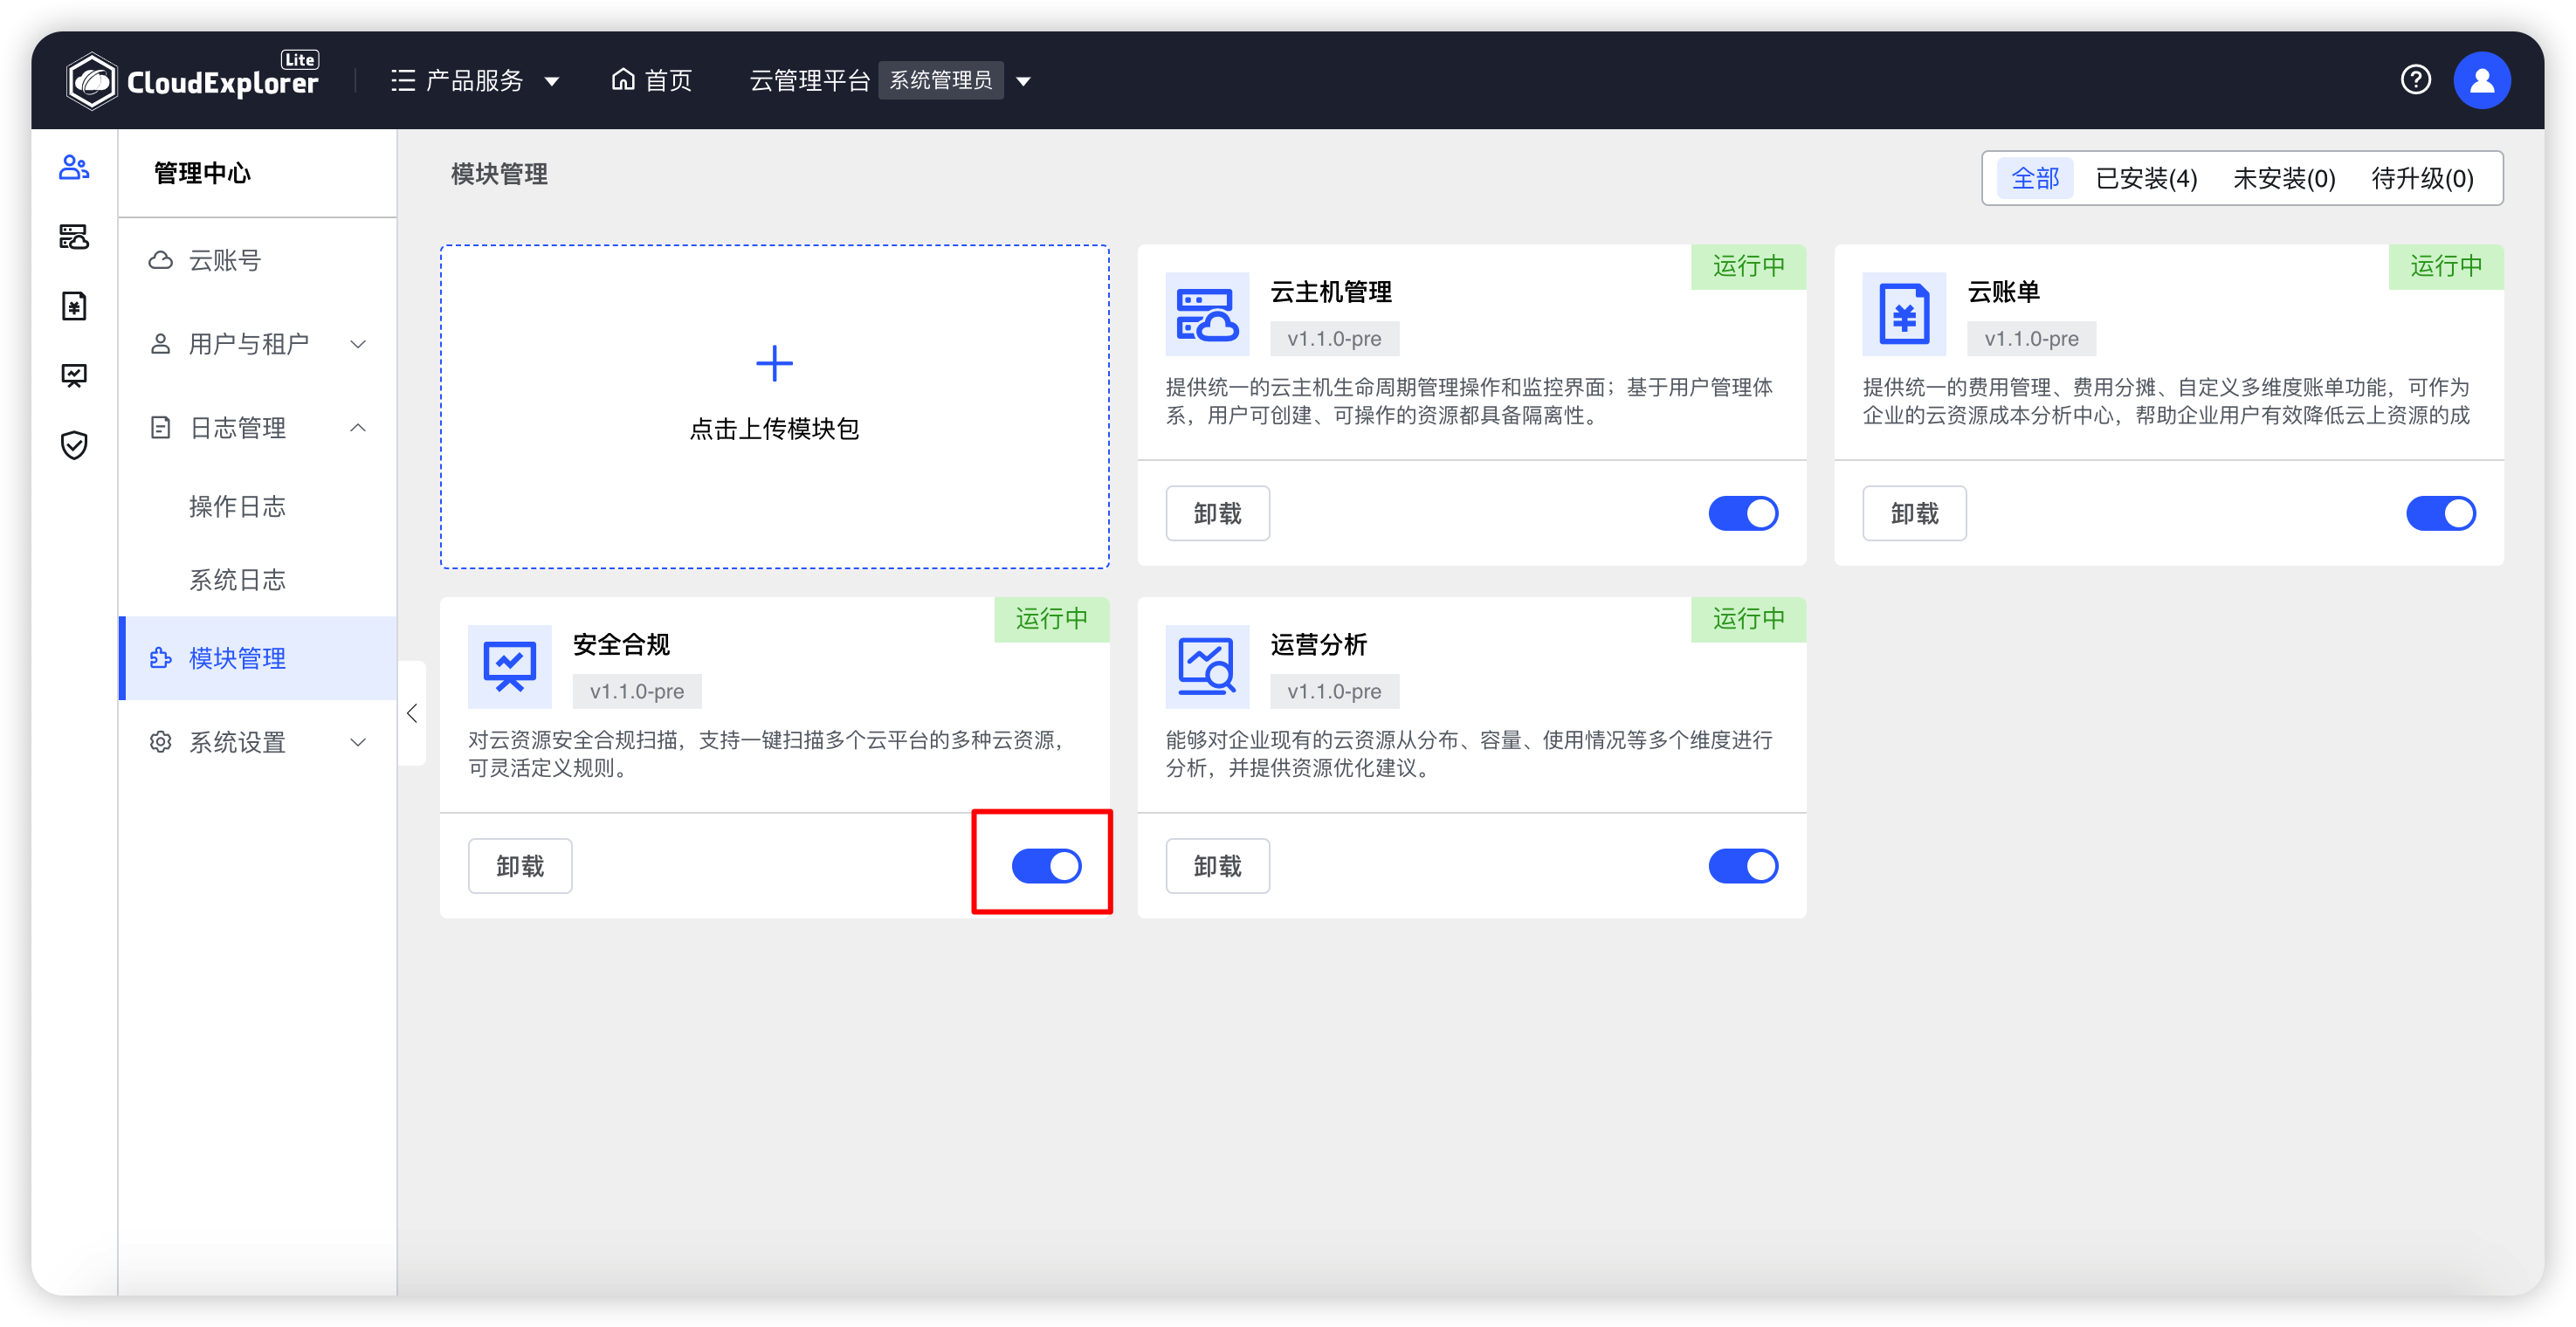 CloudExplorer Lite
产品服务
首页
云管理平台 系统管理员
管理中心
云账号
用户与租户
日志管理
操作日志
系统日志
模块管理
系统设置
模块管理
全部 已安装(4) 未安装(0) 待升级(0)
点击上传模块包
运行中
云主机管理
v1.1.0-pre
提供统一的云主机生命周期管理操作和监控界面；基于用户管理体
系，用户可创建、可操作的资源都具备隔离性。
卸载
运行中
云账单
v1.1.0-pre
提供统一的费用管理、费用分摊、自定义多维度账单功能，可作为
企业的云资源成本分析中心，帮助企业用户有效降低云上资源的成
卸载
运行中
安全合规
v1.1.0-pre
对云资源安全合规扫描，支持一键扫描多个云平台的多种云资源，
可灵活定义规则。
卸载
运行中
运营分析
v1.1.0-pre
能够对企业现有的云资源从分布、容量、使用情况等多个维度进行
分析，并提供资源优化建议。
卸载